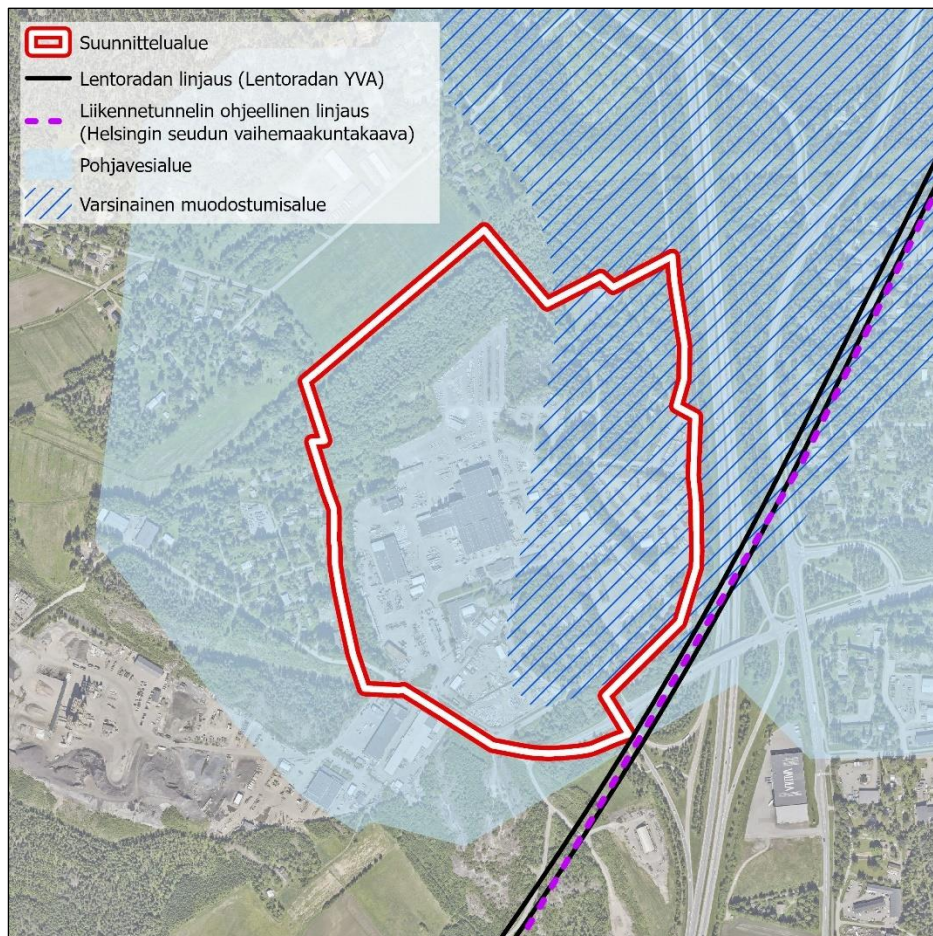 Suunnittelualue
Lentoradan linjaus (Lentoradan YVA)
Liikennetunnelin ohjeellinen linjaus
(Helsingin seudun vaihemaakuntakaava)
Pohjavesialue
Varsinainen muodostumisalue